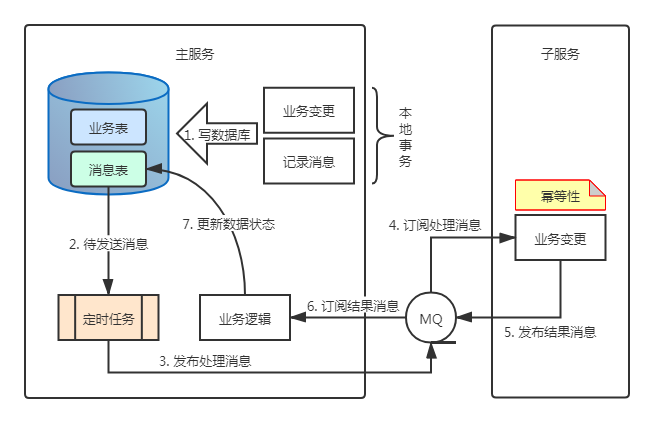 主服务
子服务
业务表
消息表
1. 写数据库
业务变更
记录消息
本地事务
幂等性
业务变更
7. 更新数据状态
4. 订阅处理消息
2. 待发送消息
6. 订阅结果消息
定时任务
业务逻辑
MQ
5. 发布结果消息
3. 发布处理消息